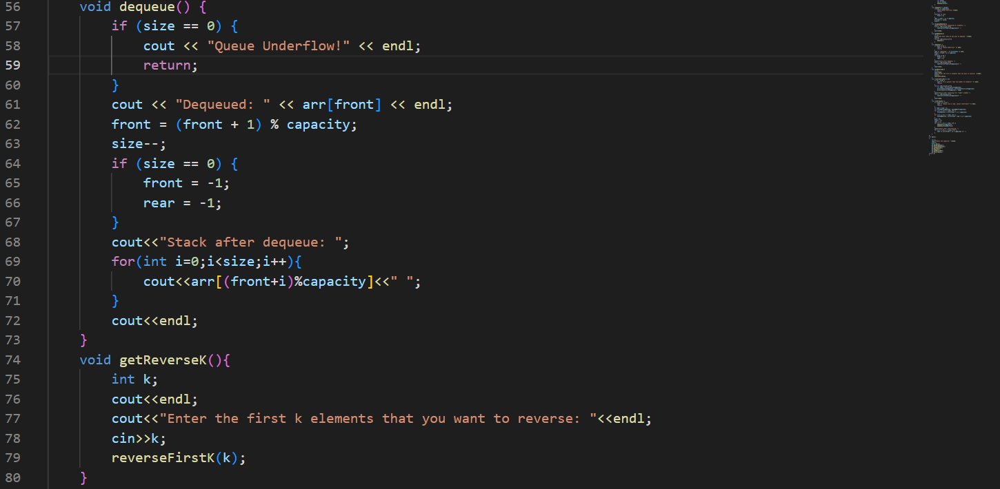 56 void dequeue() {
57 if (size == 0) {
58 cout << "Queue Underflow!" << endl;
59 return;
60 }
61 cout << "Dequeued: " << arr[front] << endl;
62 front = (front + 1) % capacity;
63 size--;
64 if (size == 0) {
65 front = -1;
66 rear = -1;
67 }
68 cout<<"Stack after dequeue: ";
69 for(int i=0;i<size;i++){
70 cout<<arr[(front+i)%capacity]<<" ";
71 }
72 cout<<endl;
73 }
74 void getReverseK(){
75 int k;
76 cout<<endl;
77 cout<<"Enter the first k elements that you want to reverse: "<<endl;
78 cin>>k;
79 reverseFirstK(k);
80 }